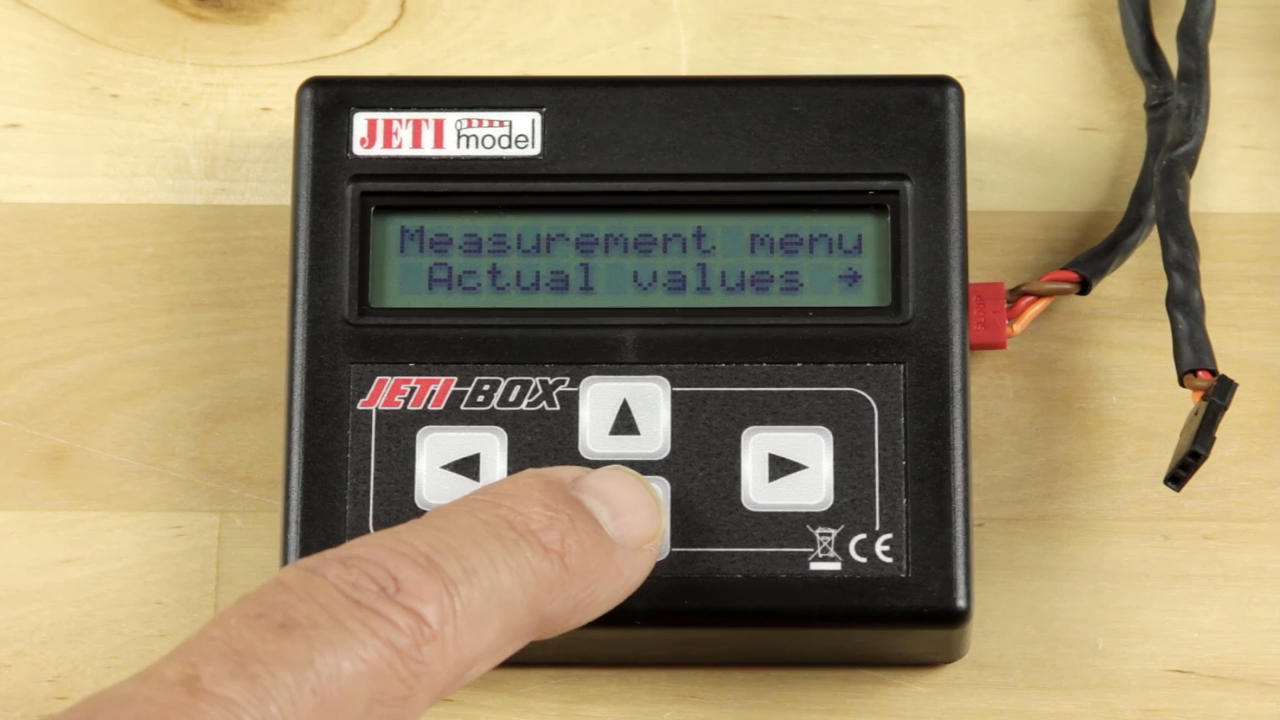 JETI model
Measurement menu
Actual values →
JETI BOX
CE